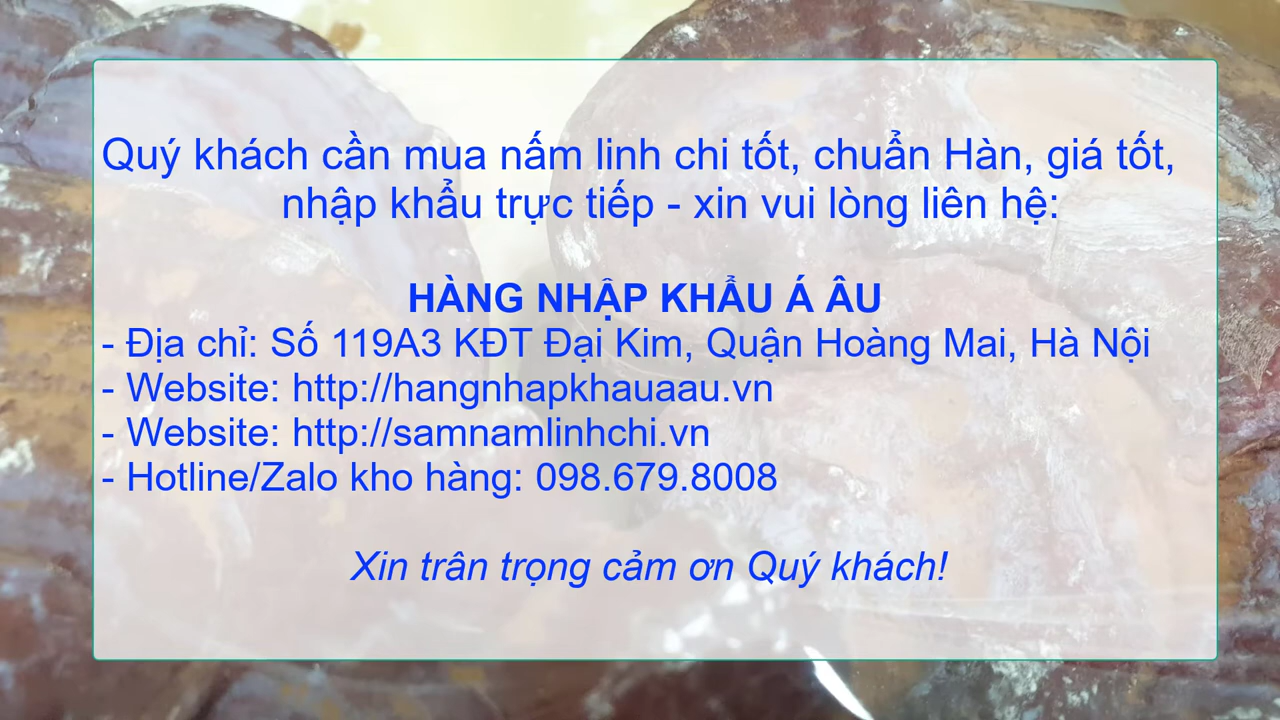 Quý khách cần mua nấm linh chi tốt, chuẩn Hàn, giá tốt,
nhập khẩu trực tiếp - xin vui lòng liên hệ:
HÀNG NHẬP KHẨU Á ÂU
- Địa chỉ: Số 119A3 KĐT Đại Kim, Quận Hoàng Mai, Hà Nội
- Website: http://hangnhapkhauaau.vn
- Website: http://samnamlinhchi.vn
- Hotline/Zalo kho hàng: 098.679.8008
Xin trân trọng cảm ơn Quý khách!